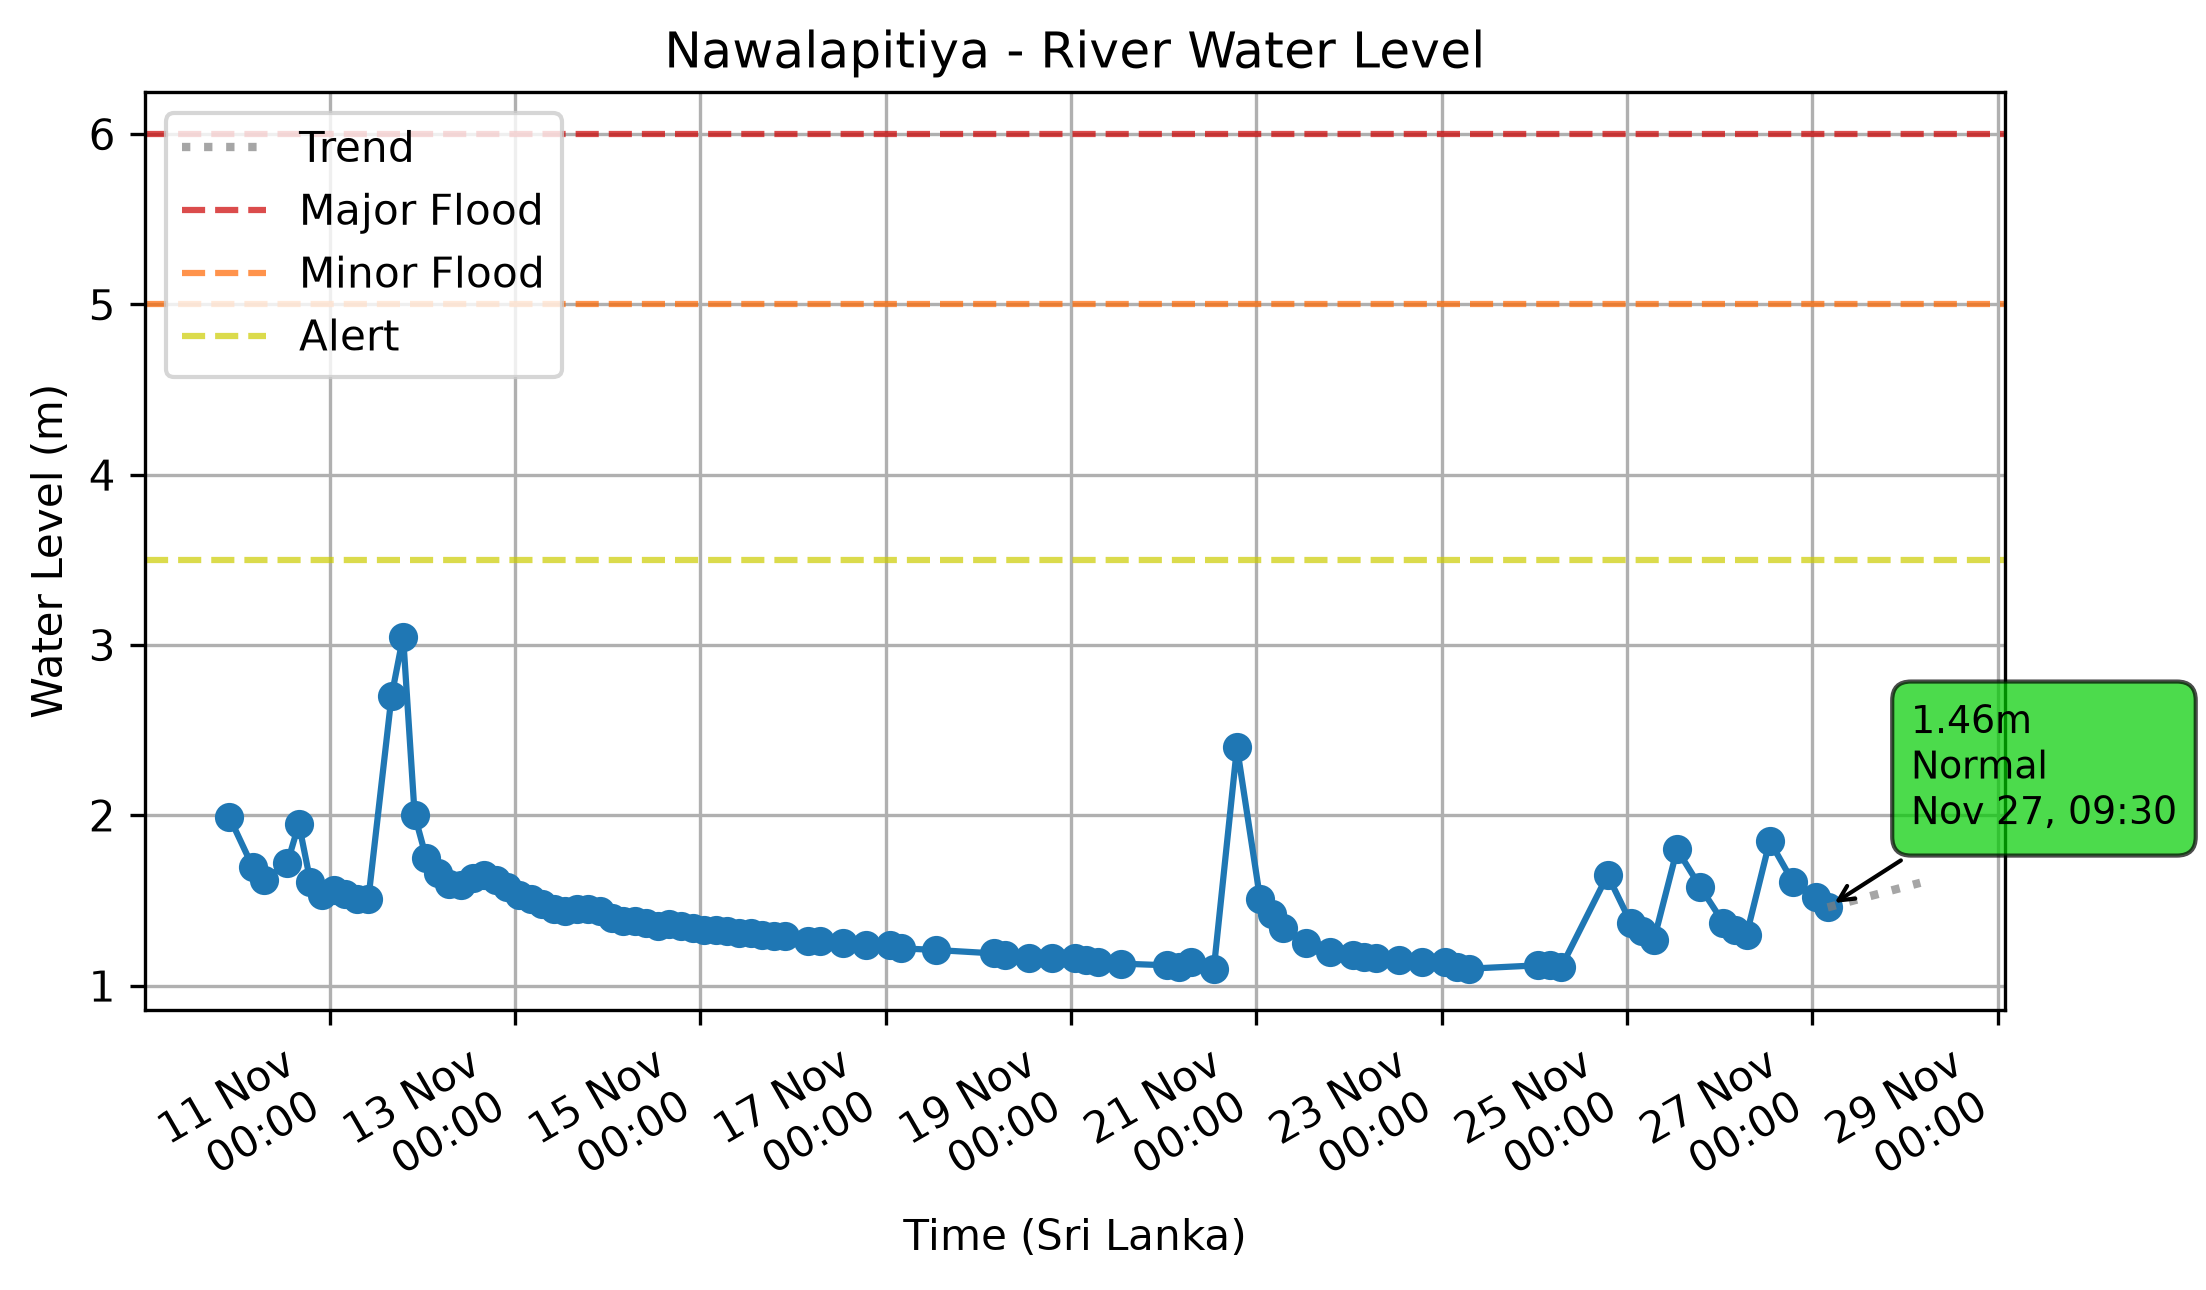 Nawalapitiya - River Water Level
Trend
Major Flood
Minor Flood
Alert
6
5
4
3
2
1
Water Level (m)
1.46m
Normal
Nov 27, 09:30
11 Nov
00:00
13 Nov
00:00
15 Nov
00:00
17 Nov
00:00
19 Nov
00:00
21 Nov
00:00
23 Nov
00:00
25 Nov
00:00
27 Nov
00:00
29 Nov
00:00
Time (Sri Lanka)